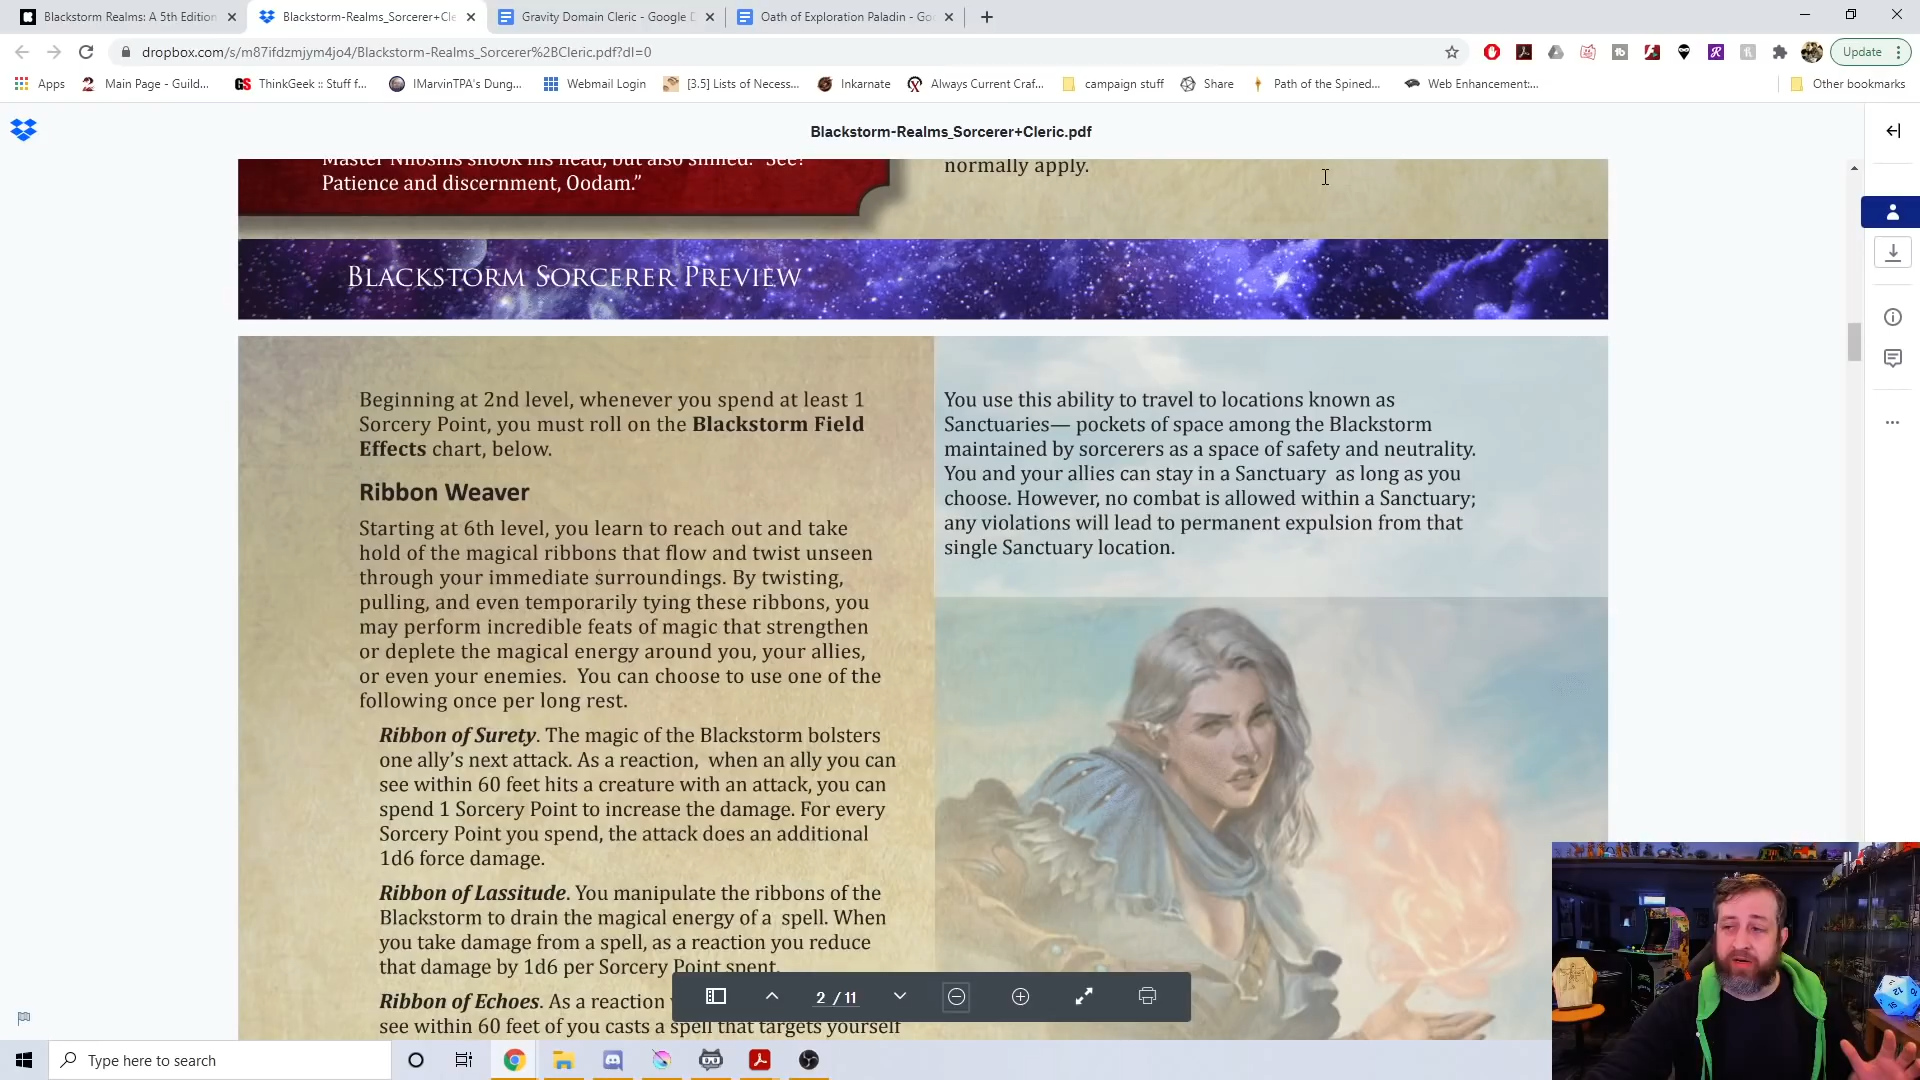 Blackstorm Realms: A 5th Edition
Blackstorm-Realms_Sorcerer+Cle
Gravity Domain Cleric - Google D
Oath of Exploration Paladin - Goo
dropbox.com/s/m87ifdzmjym4jo4/Blackstorm-Realms_Sorcerer%2BCleric.pdf?dl=0
Update
Apps
Main Page - Guild...
ThinkGeek :: Stuff f...
IMarvinTPA's Dung...
Webmail Login
[3.5] Lists of Necess...
Inkarnate
Always Current Craf...
campaign stuff
Share
Path of the Spined...
Web Enhancement:...
Other bookmarks
Blackstorm-Realms_Sorcerer+Cleric.pdf
Master Nilosins shook his head, but also smiled. "See?
Patience and discernment, Oodam."
normally apply.
Blackstorm Sorcerer Preview
Beginning at 2nd level, whenever you spend at least 1
Sorcery Point, you must roll on the Blackstorm Field
Effects chart, below.
Ribbon Weaver
Starting at 6th level, you learn to reach out and take
hold of the magical ribbons that flow and twist unseen
through your immediate surroundings. By twisting,
pulling, and even temporarily tying these ribbons, you
may perform incredible feats of magic that strengthen
or deplete the magical energy around you, your allies,
or even your enemies. You can choose to use one of the
following once per long rest.
Ribbon of Surety. The magic of the Blackstorm bolsters
one ally's next attack. As a reaction, when an ally you can
see within 60 feet hits a creature with an attack, you can
spend 1 Sorcery Point to increase the damage. For every
Sorcery Point you spend, the attack does an additional
1d6 force damage.
Ribbon of Lassitude. You manipulate the ribbons of the
Blackstorm to drain the magical energy of a spell. When
you take damage from a spell, as a reaction you reduce
that damage by 1d6 per Sorcery Point spent.
Ribbon of Echoes. As a reaction
see within 60 feet of you casts a spell that targets yourself
You use this ability to travel to locations known as
Sanctuaries— pockets of space among the Blackstorm
maintained by sorcerers as a space of safety and neutrality.
You and your allies can stay in a Sanctuary as long as you
choose. However, no combat is allowed within a Sanctuary;
any violations will lead to permanent expulsion from that
single Sanctuary location.
2 / 11
Type here to search